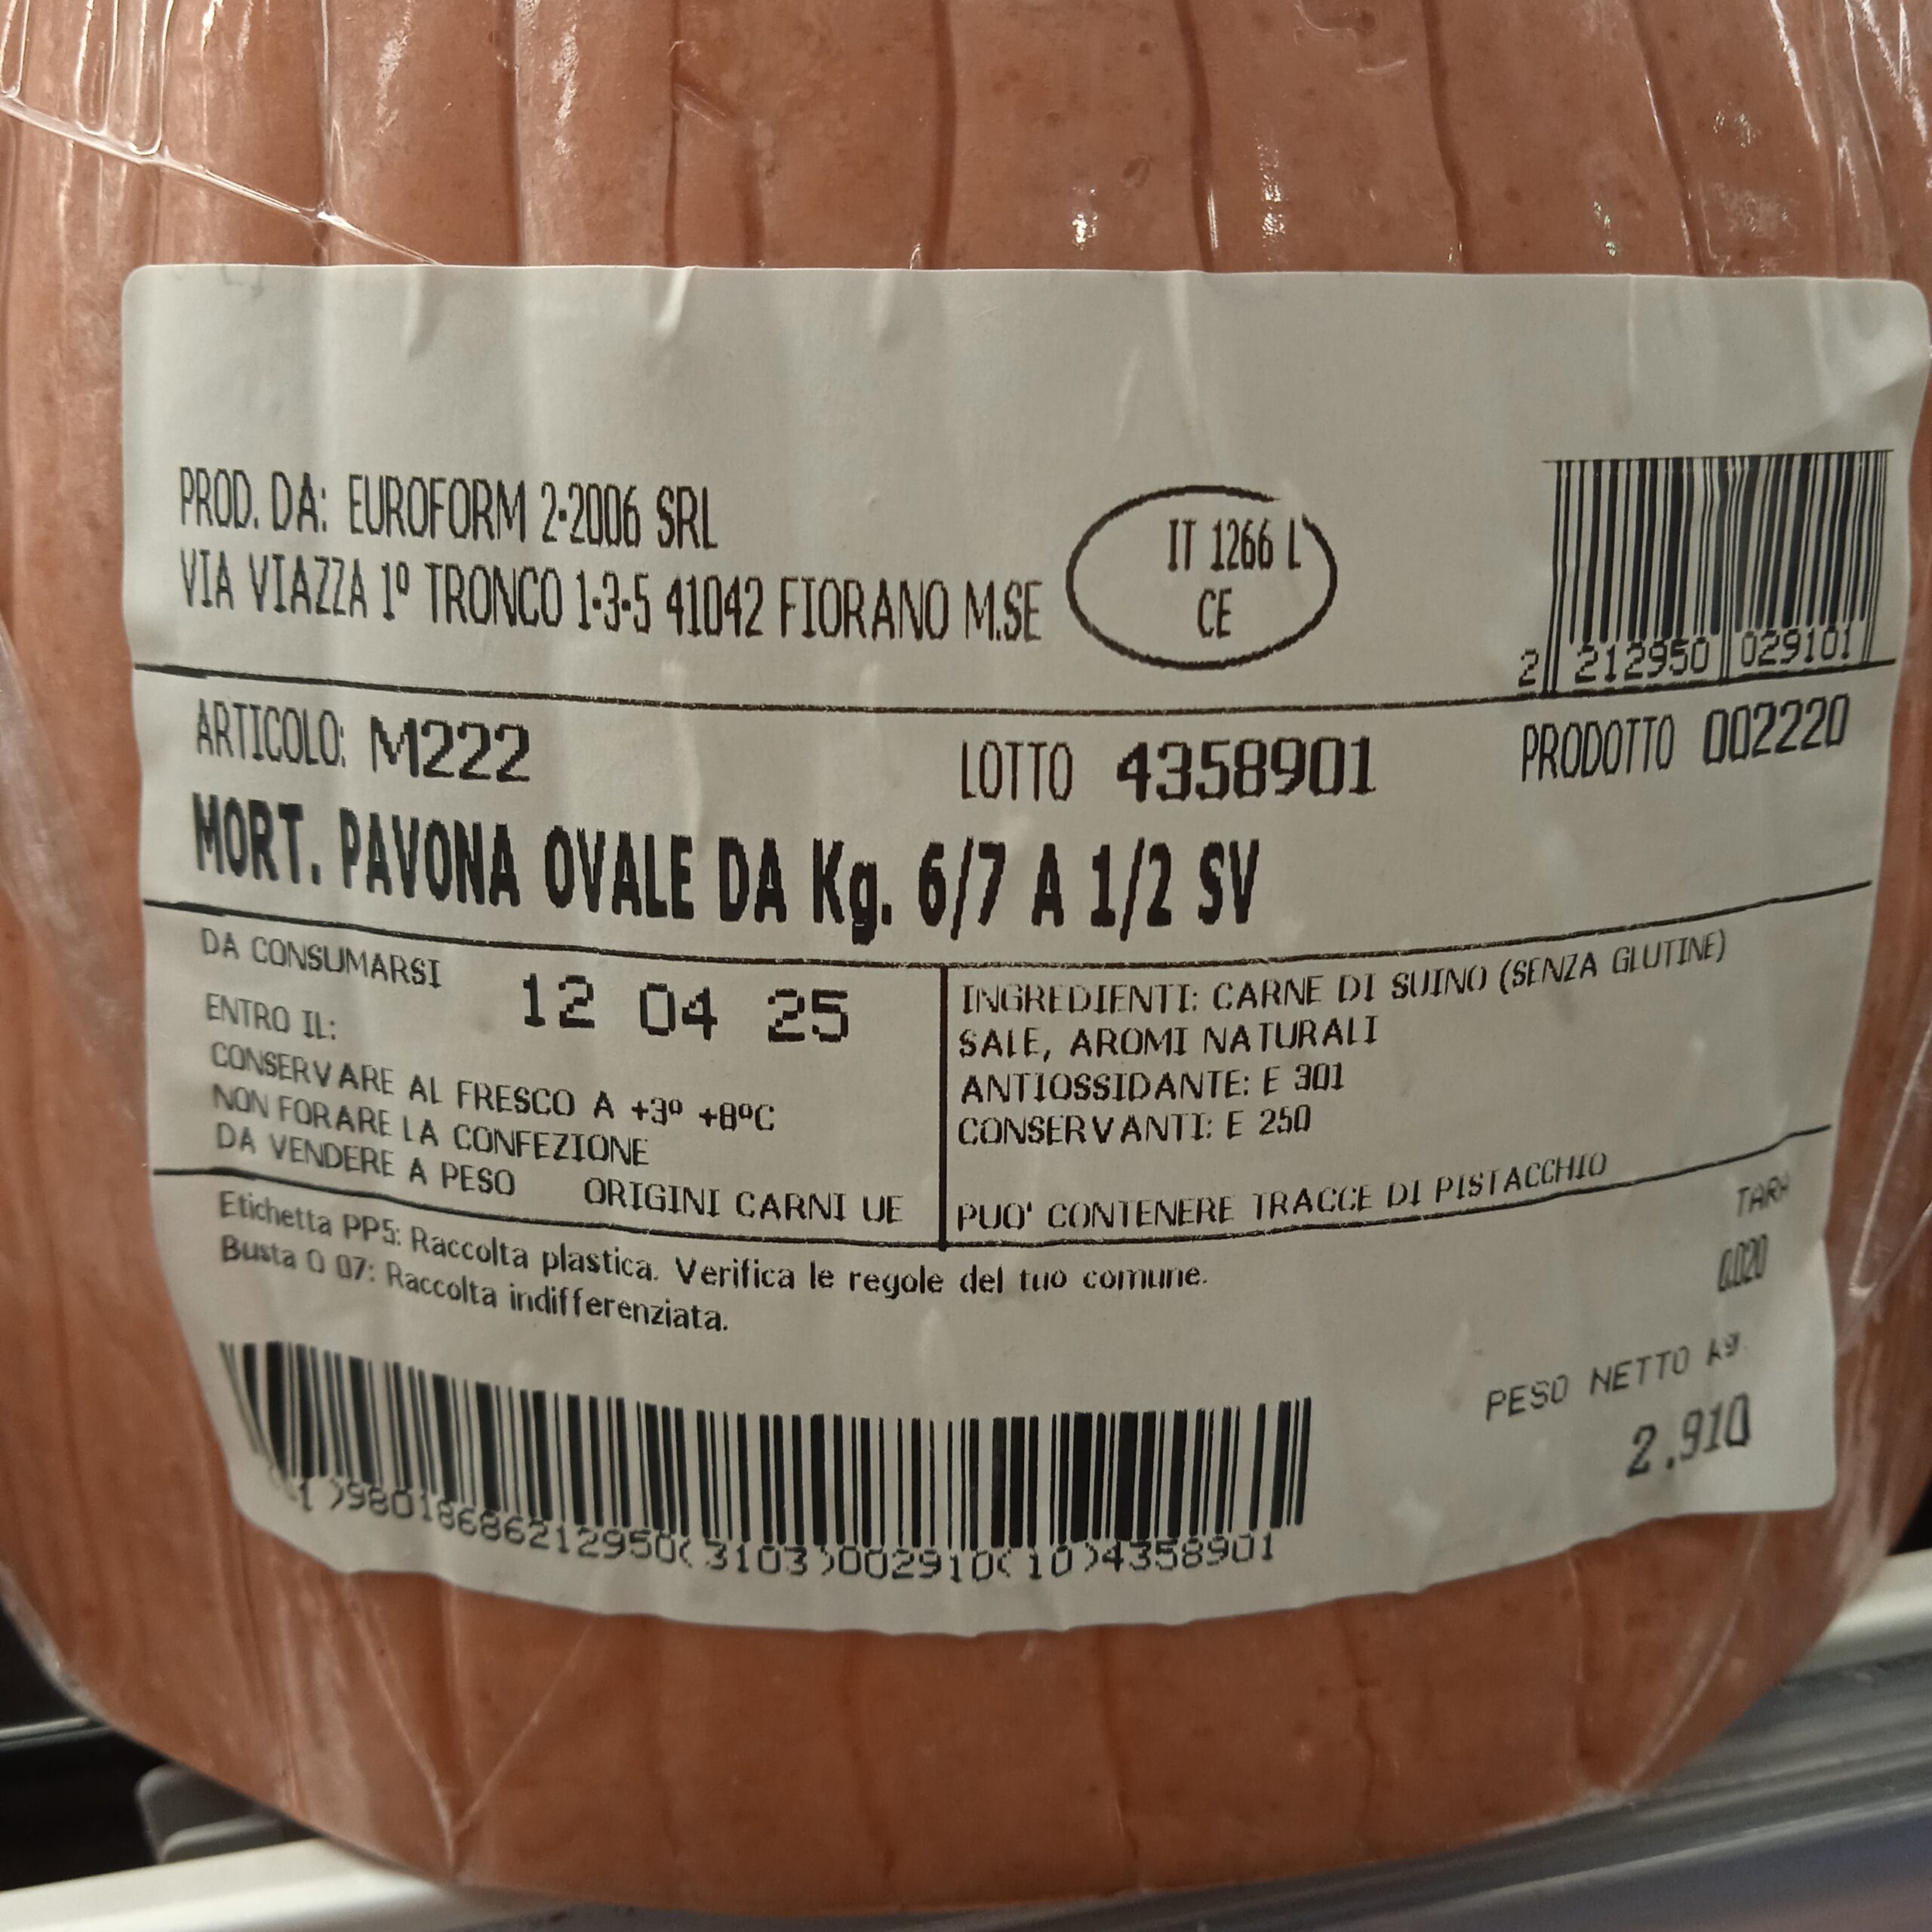 PROD. DA: EUROFORM 2-2006 SRL
VIA VIAZZA 1º TRONCO 1-3-5 41042 FIORANO M.SE
IT 1266 L
CE
2 212950 029101
ARTICOLO: M222
LOTTO 4358901
PRODOTTO 002220
MORT. PAVONA OVALE DA Kg. 6/7 A 1/2 SV
DA CONSUMARSI
ENTRO IL:
12 04 25
CONSERVARE AL FRESCO A +3º +8ºC
NON FORARE LA CONFEZIONE
DA VENDERE A PESO ORIGINI CARNI UE
INGREDIENTI: CARNE DI SUINO (SENZA GLUTINE)
SALE, AROMI NATURALI
ANTIOSSIDANTE: E 301
CONSERVANTI: E 250
PUO' CONTENERE TRACCE DI PISTACCHIO
Etichetta PP5: Raccolta plastica. Verifica le regole del tuo comune.
Busta O 07: Raccolta indifferenziata.
TARA
0.020
PESO NETTO Kg.
2.910
1)98018686212950(3103)002910(10)4358901